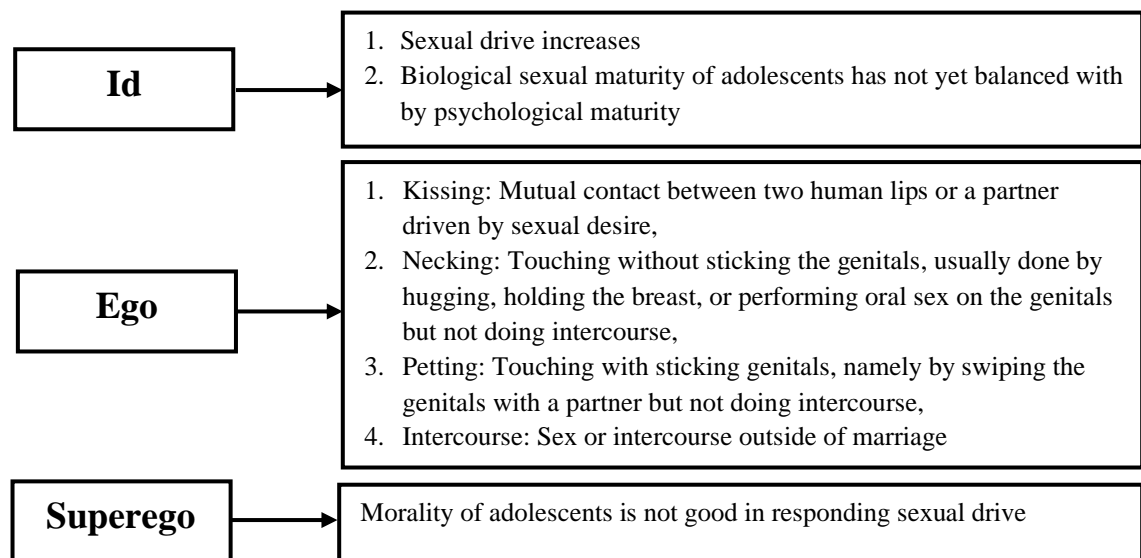 Id
1. Sexual drive increases
2. Biological sexual maturity of adolescents has not yet balanced with
by psychological maturity
Ego
1. Kissing: Mutual contact between two human lips or a partner
driven by sexual desire,
2. Necking: Touching without sticking the genitals, usually done by
hugging, holding the breast, or performing oral sex on the genitals
but not doing intercourse,
3. Petting: Touching with sticking genitals, namely by swiping the
genitals with a partner but not doing intercourse,
4. Intercourse: Sex or intercourse outside of marriage
Superego
Morality of adolescents is not good in responding sexual drive